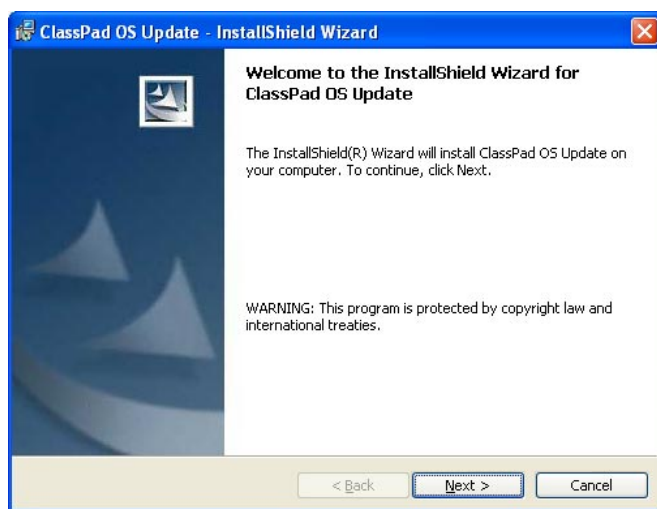 ClassPad OS Update - InstallShield Wizard
Welcome to the InstallShield Wizard for
ClassPad OS Update
The InstallShield(R) Wizard will install ClassPad OS Update on
your computer. To continue, click Next.
WARNING: This program is protected by copyright law and
international treaties.
< Back Next > Cancel